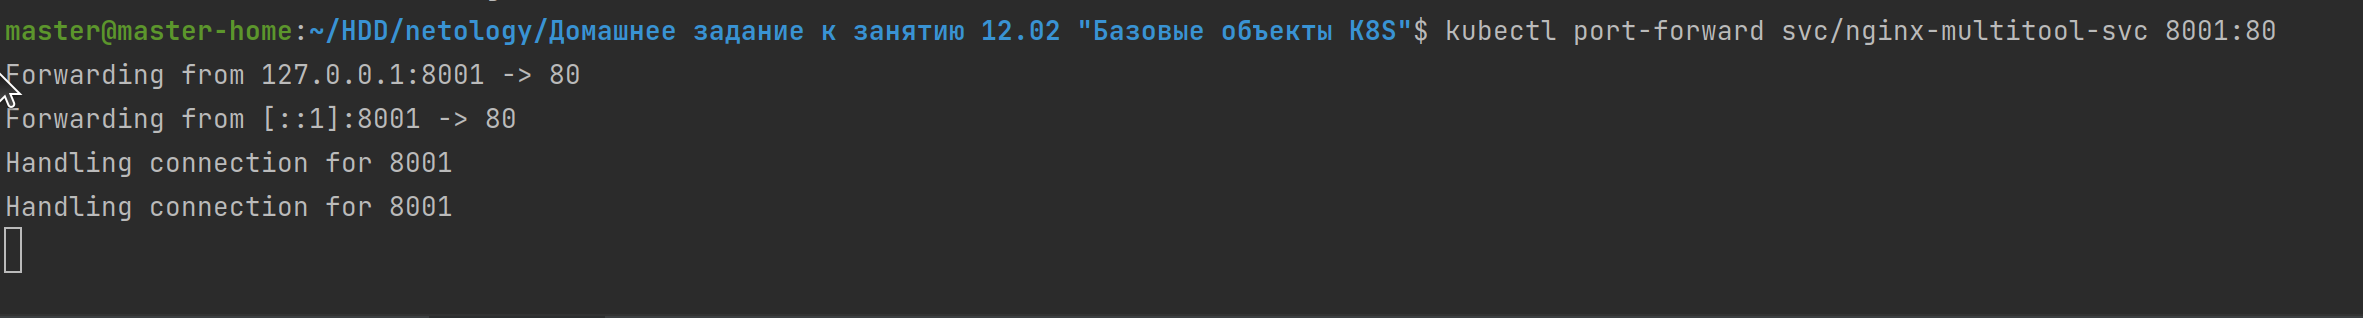 master@master-home:~/HDD/netology/Домашнее задание к занятию 12.02 "Базовые объекты K8S"$ kubectl port-forward svc/nginx-multitool-svc 8001:80
Forwarding from 127.0.0.1:8001 -> 80
Forwarding from [::1]:8001 -> 80
Handling connection for 8001
Handling connection for 8001